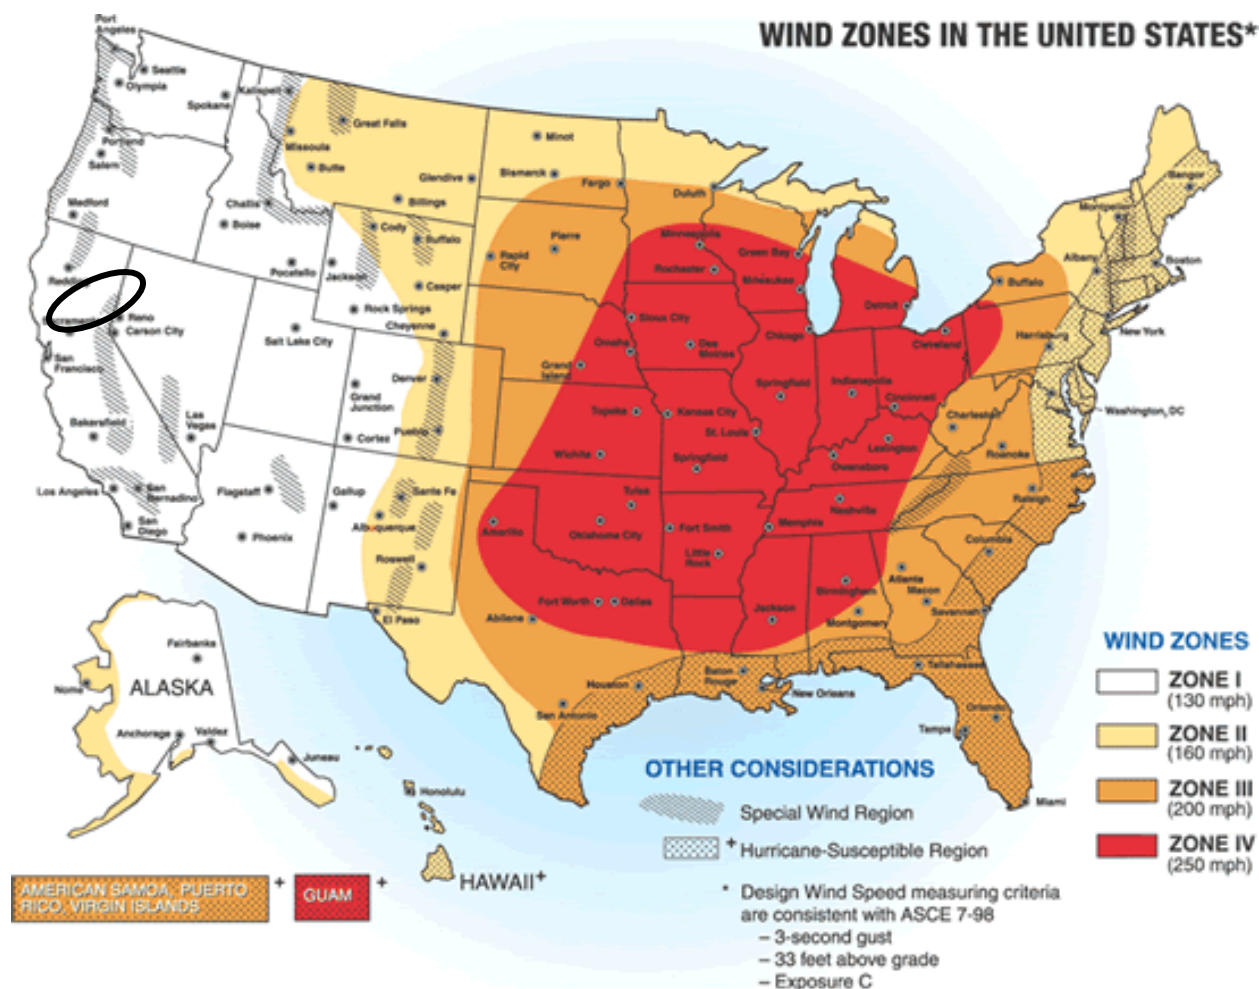 WIND ZONES IN THE UNITED STATES*
Port
Angeles
Seattle
Olympia
Spokane
Kalispell
Great Falls
Minot
Portland
Salem
Missoula
Butte
Glendive
Bismarck
Fargo
Duluth
Bangor
Medford
Challis
Boise
Billings
Cody
Buffalo
Pierre
Rapid
City
Minneapolis
Green Bay
Montpelier
Albany
Boston
Redding
Pocatello
Jackson
Casper
Rochester
Milwaukee
Detroit
Buffalo
Reno
Carson City
Rock Springs
Cheyenne
Salt Lake City
Sioux City
Des
Moines
Omaha
Chicago
Cleveland
Harrisburg
New York
San
Francisco
Grand
Island
Denver
Grand
Junction
Springfield
Indianapolis
Cincinnati
Washington, DC
Bakersfield
Las
Vegas
Cortez
Pueblo
Topeka
Kansas City
St. Louis
Charleston
Lexington
Roanoke
Wichita
Springfield
Owensboro
Los Angeles
San
Bernadino
San
Diego
Flagstaff
Gallup
Santa Fe
Tulsa
Nashville
Raleigh
Phoenix
Albuquerque
Amarillo
Oklahoma City
Fort Smith
Memphis
Columbia
Roswell
Little
Rock
Atlanta
Macon
Birmingham
El Paso
Abilene
Fort Worth
Dallas
Jackson
Montgomery
Savannah
Fairbanks
Nome
ALASKA
Anchorage
Valdez
Juneau
Houston
San Antonio
Baton
Rouge
New Orleans
Tallahassee
Orlando
Tampa
Miami
Honolulu
HAWAII+
AMERICAN SAMOA, PUERTO
RICO, VIRGIN ISLANDS
+
GUAM
+
OTHER CONSIDERATIONS
Special Wind Region
+ Hurricane-Susceptible Region
* Design Wind Speed measuring criteria
are consistent with ASCE 7-98
– 3-second gust
– 33 feet above grade
– Exposure C
WIND ZONES
ZONE I
(130 mph)
ZONE II
(160 mph)
ZONE III
(200 mph)
ZONE IV
(250 mph)